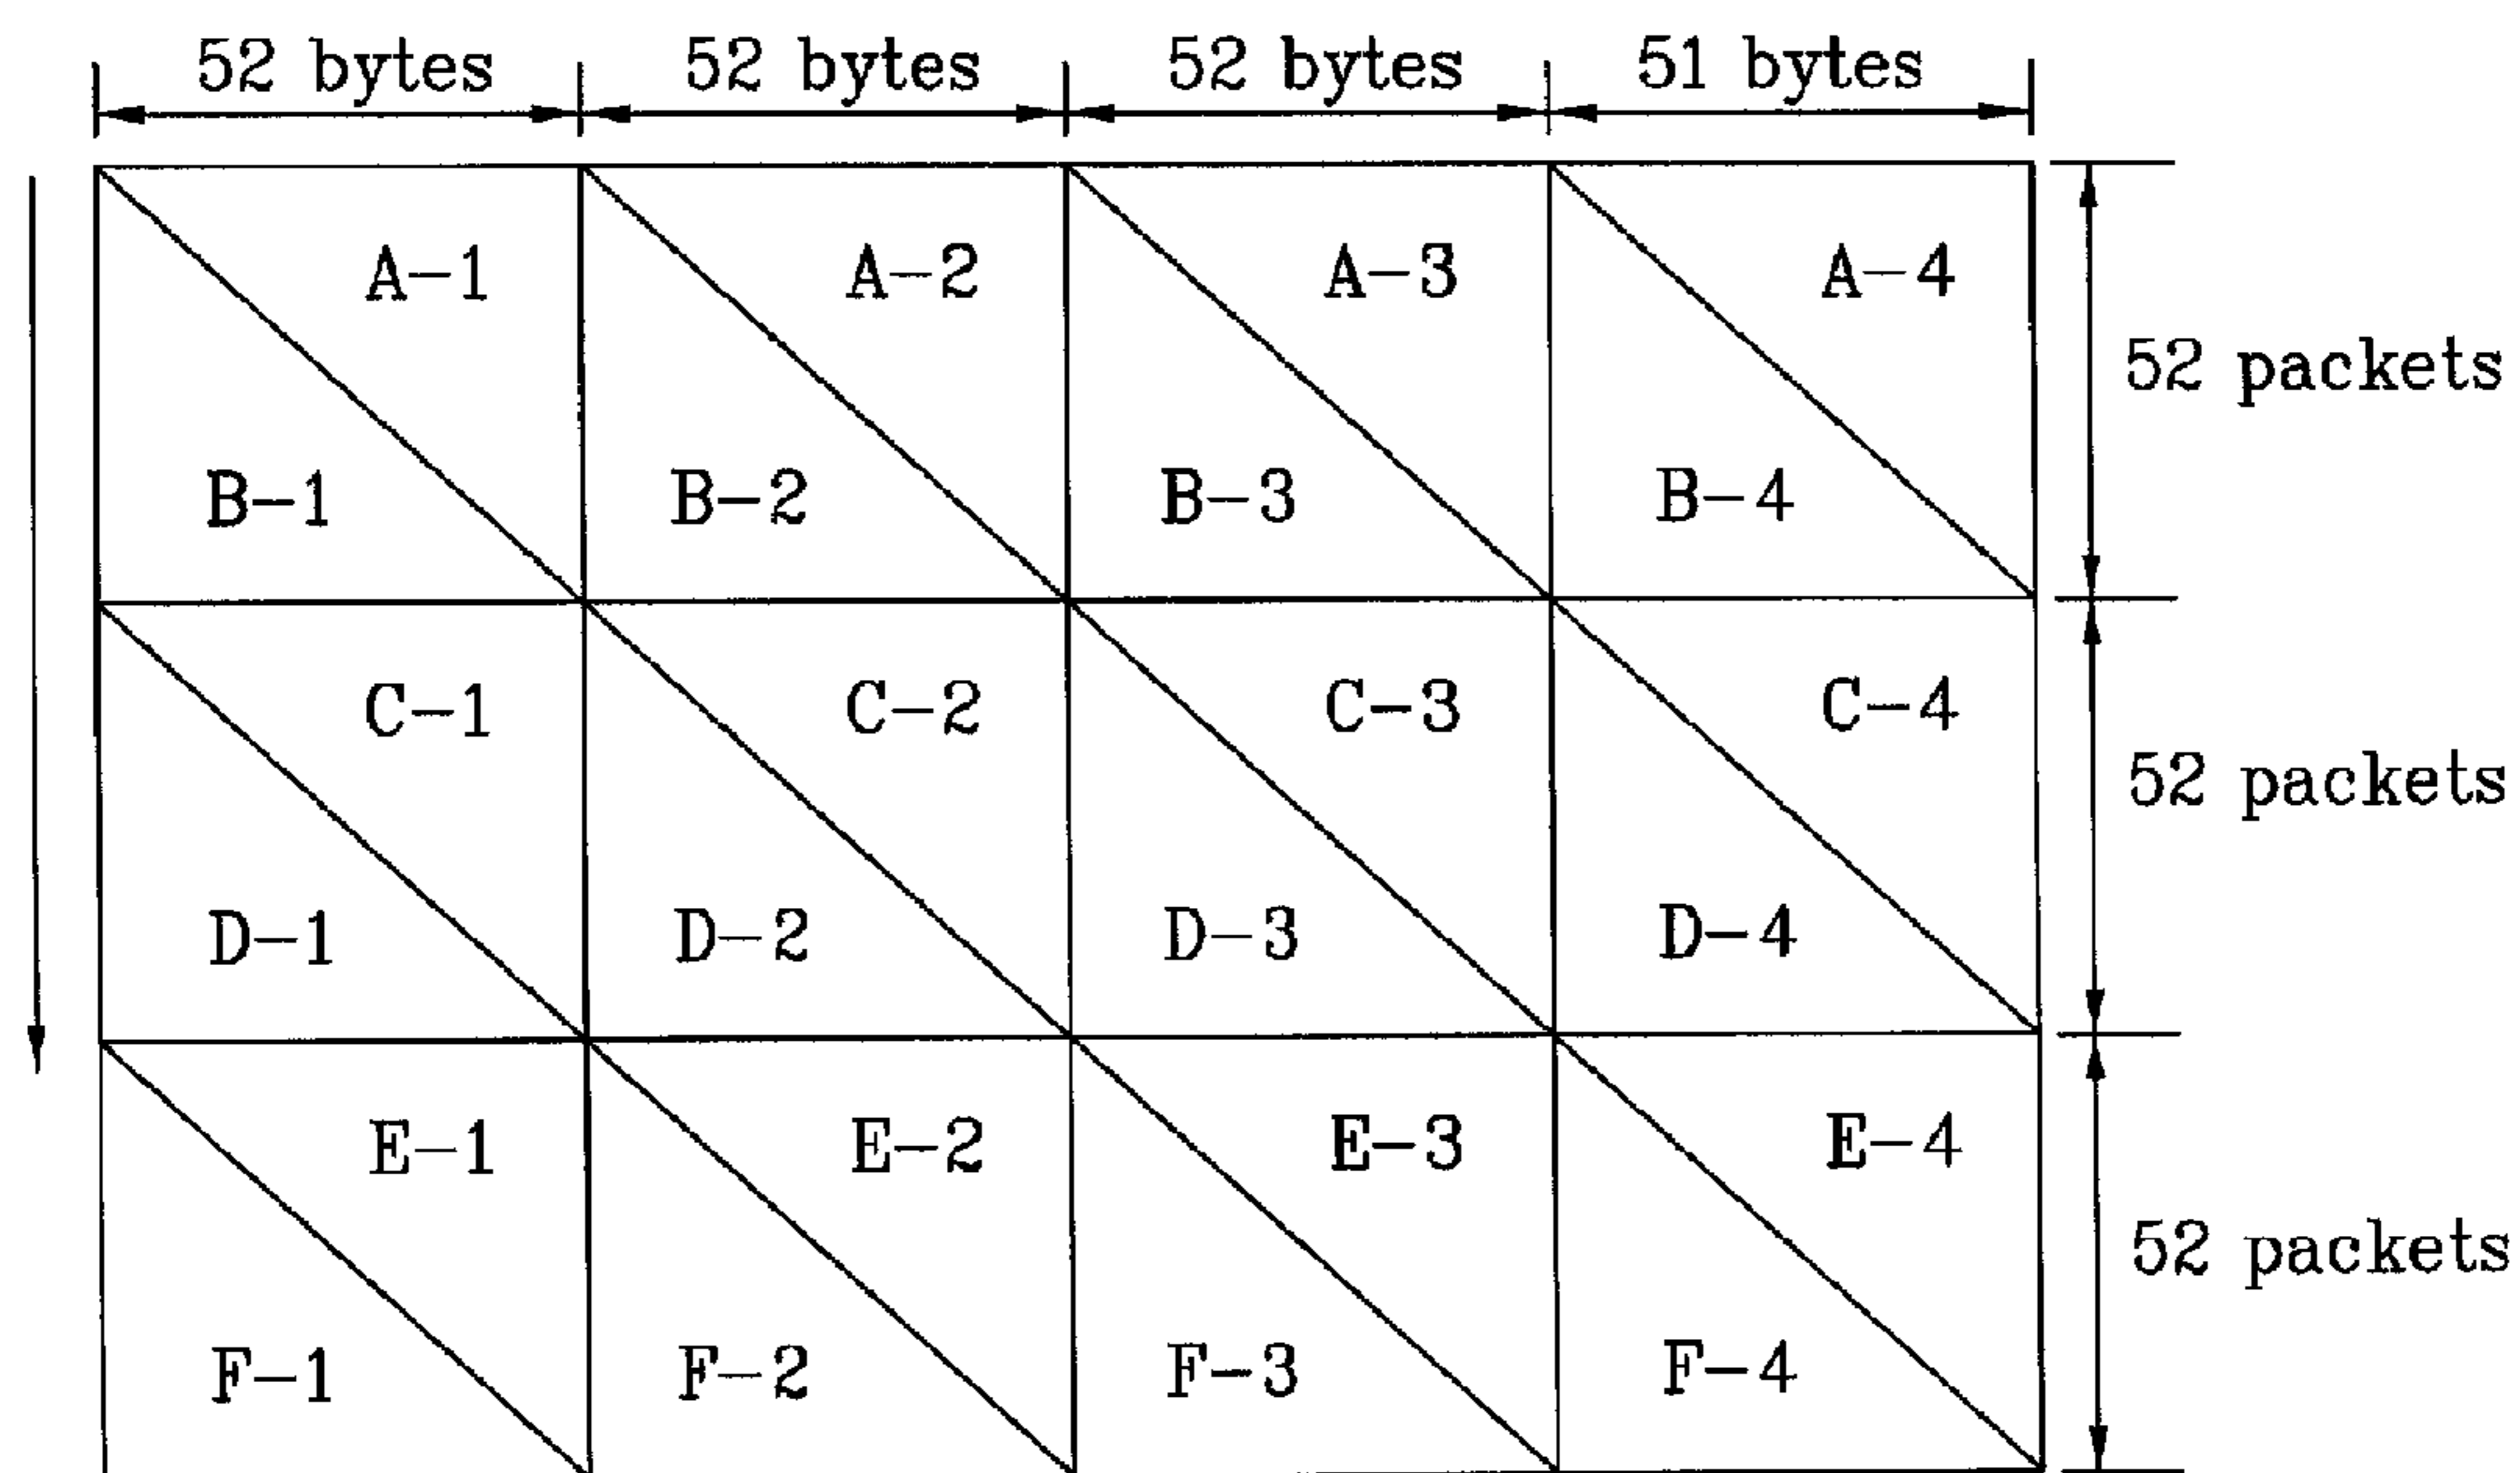 52 bytes 52 bytes 52 bytes 51 bytes
A-1 A-2 A-3 A-4
52 packets
B-1 B-2 B-3 B-4
C-1 C-2 C-3 C-4
52 packets
D-1 D-2 D-3 D-4
E-1 E-2 E-3 E-4
52 packets
F-1 F-2 F-3 F-4